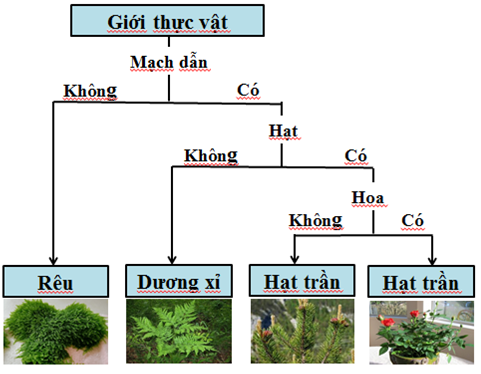 Giới thực vật
Mạch dẫn
Không
Có
Hạt
Không
Có
Hoa
Không
Có
Rêu
Dương xỉ
Hạt trần
Hạt trần